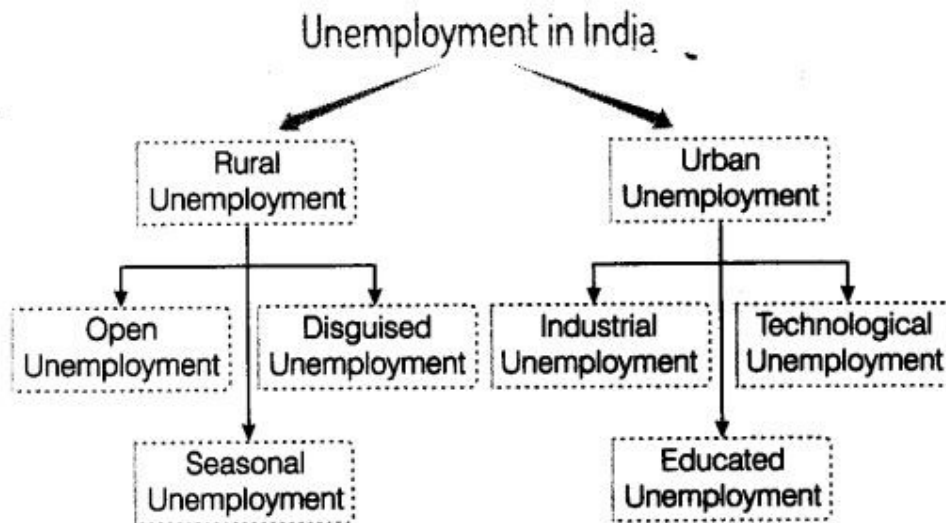 Unemployment in India
Rural
Unemployment
Urban
Unemployment
Open
Unemployment
Disguised
Unemployment
Industrial
Unemployment
Technological
Unemployment
Seasonal
Unemployment
Educated
Unemployment